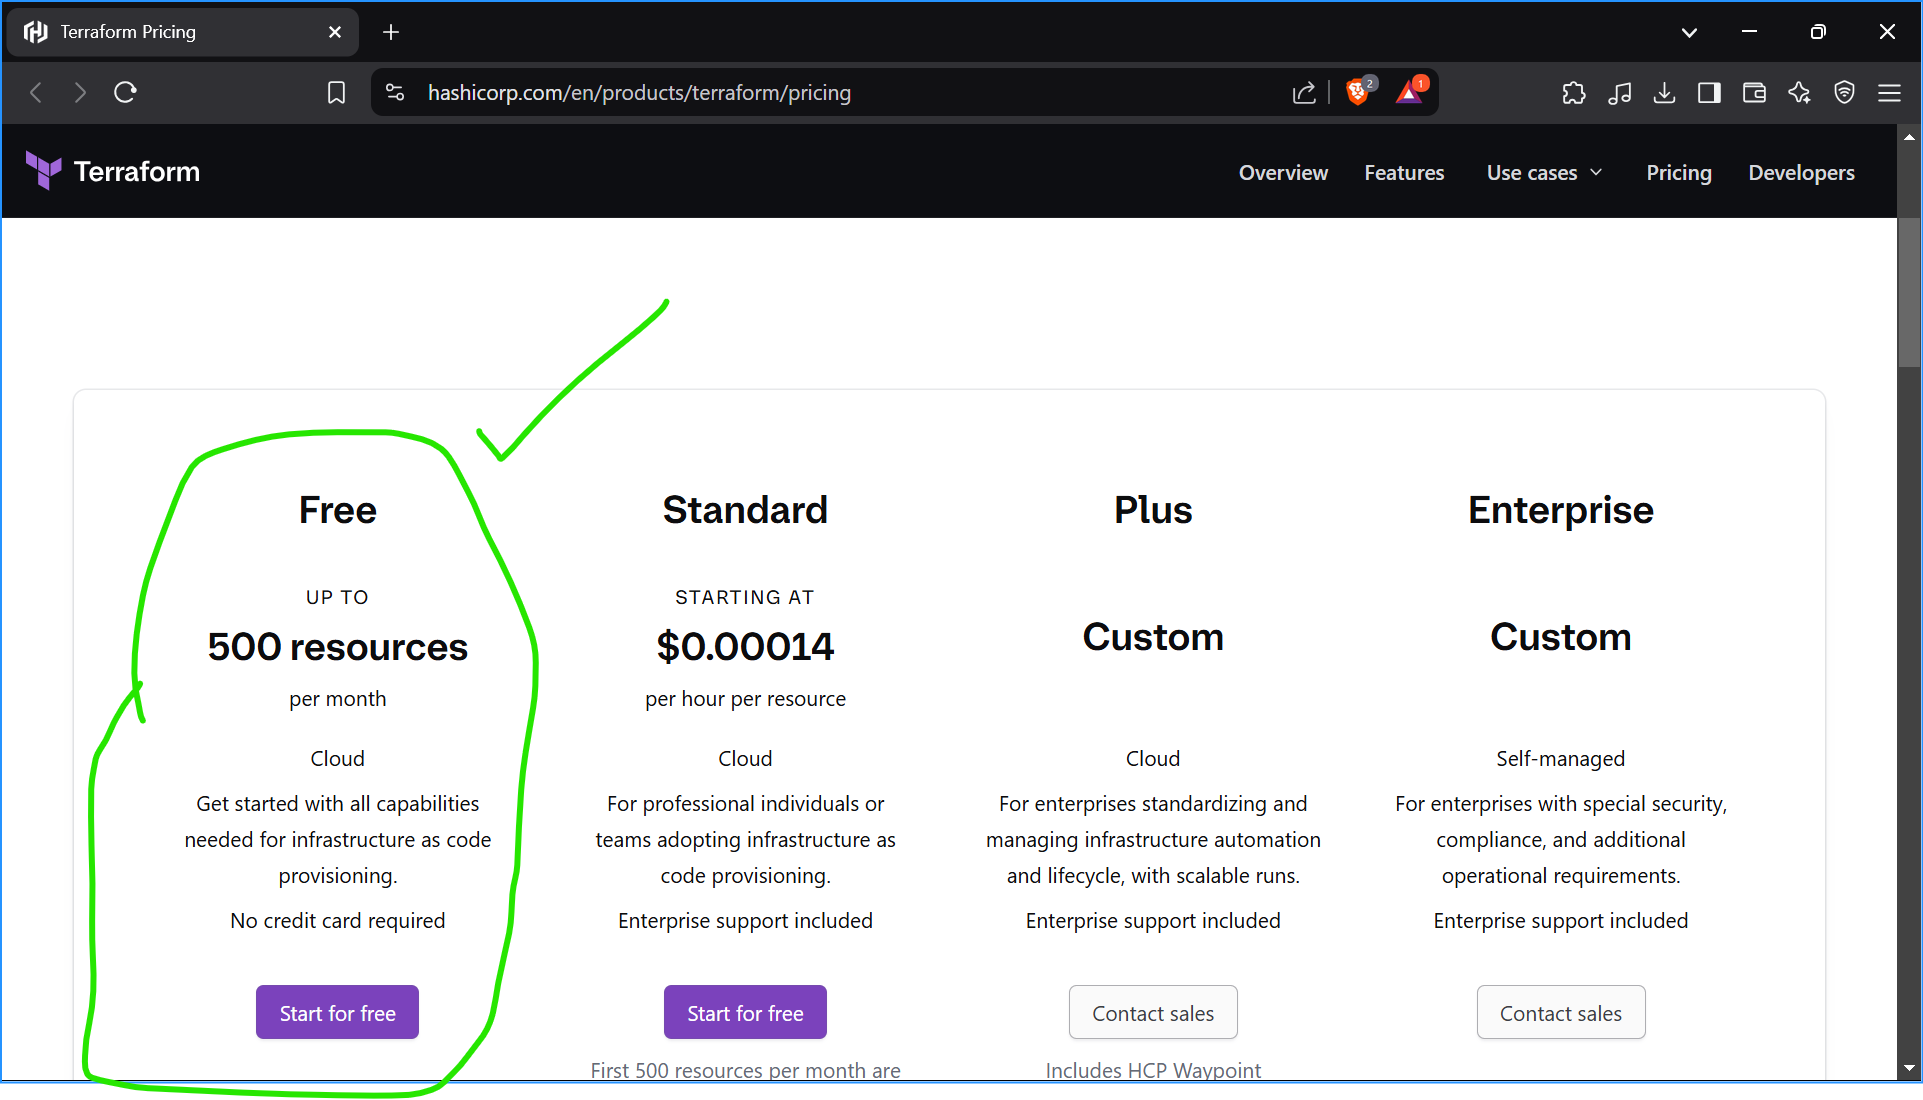 Terraform Pricing
hashicorp.com/en/products/terraform/pricing
2
1
Terraform
Overview
Features
Use cases
Pricing
Developers
Free
UP TO
500 resources
per month
Cloud
Get started with all capabilities
needed for infrastructure as code
provisioning.
No credit card required
Start for free
Standard
STARTING AT
$0.00014
per hour per resource
Cloud
For professional individuals or
teams adopting infrastructure as
code provisioning.
Enterprise support included
Start for free
First 500 resources per month are
Plus
Custom
Cloud
For enterprises standardizing and
managing infrastructure automation
and lifecycle, with scalable runs.
Enterprise support included
Contact sales
Includes HCP Waypoint
Enterprise
Custom
Self-managed
For enterprises with special security,
compliance, and additional
operational requirements.
Enterprise support included
Contact sales